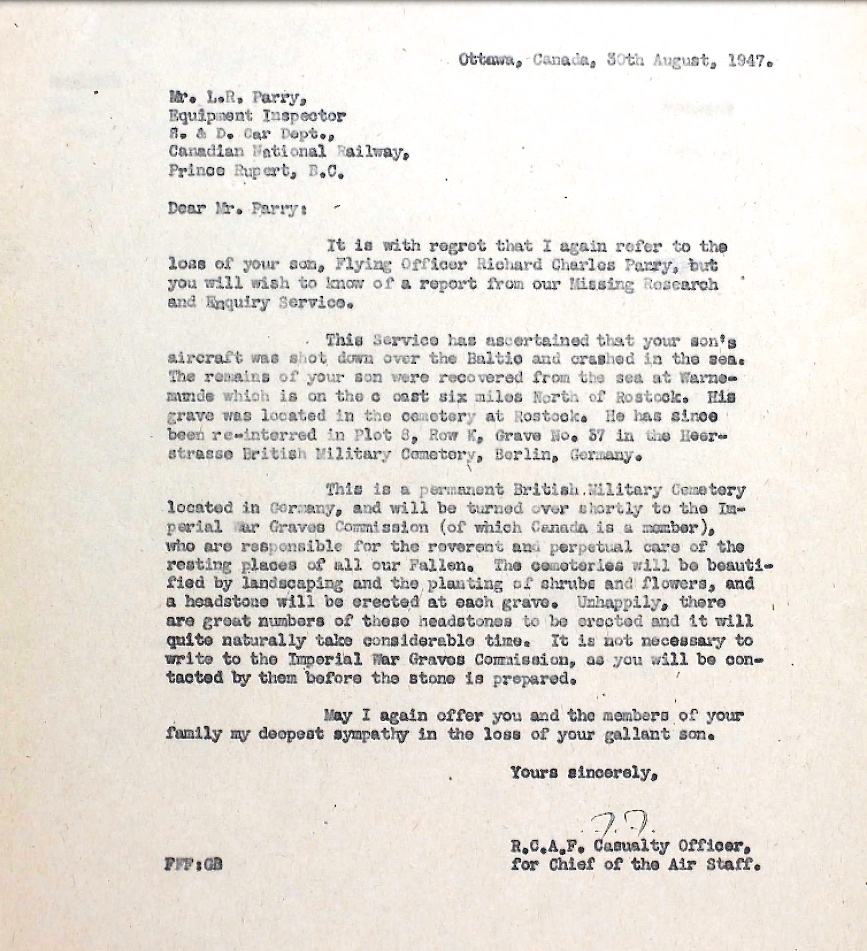 Ottawa, Canada, 30th August, 1947.
Mr. L.R. Parry,
Equipment Inspector
S. & D. Car Dept.,
Canadian National Railway,
Prince Rupert, B.C.
Dear Mr. Parry:
It is with regret that I again refer to the
loss of your son, Flying Officer Richard Charles Parry, but
you will wish to know of a report from our Missing Research
and Enquiry Service.
This Service has ascertained that your son's
aircraft was shot down over the Baltic and crashed in the sea.
The remains of your son were recovered from the sea at Warne-
munde which is on the c oast six miles North of Rostock. His
grave was located in the cemetery at Rostock. He has since
been re-interred in Plot 8, Row K, Grave No. 37 in the Heer-
strasse British Military Cemetery, Berlin, Germany.
This is a permanent British Military Cemetery
located in Germany, and will be turned over shortly to the Im-
perial War Graves Commission (of which Canada is a member),
who are responsible for the reverent and perpetual care of the
resting places of all our Fallen. The cemeteries will be beauti-
fied by landscaping and the planting of shrubs and flowers, and
a headstone will be erected at each grave. Unhappily, there
are great numbers of these headstones to be erected and it will
quite naturally take considerable time. It is not necessary to
write to the Imperial War Graves Commission, as you will be con-
tacted by them before the stone is prepared.
May I again offer you and the members of your
family my deepest sympathy in the loss of your gallant son.
Yours sincerely,
R.C.A.F. Casualty Officer,
for Chief of the Air Staff.
FFF:GB